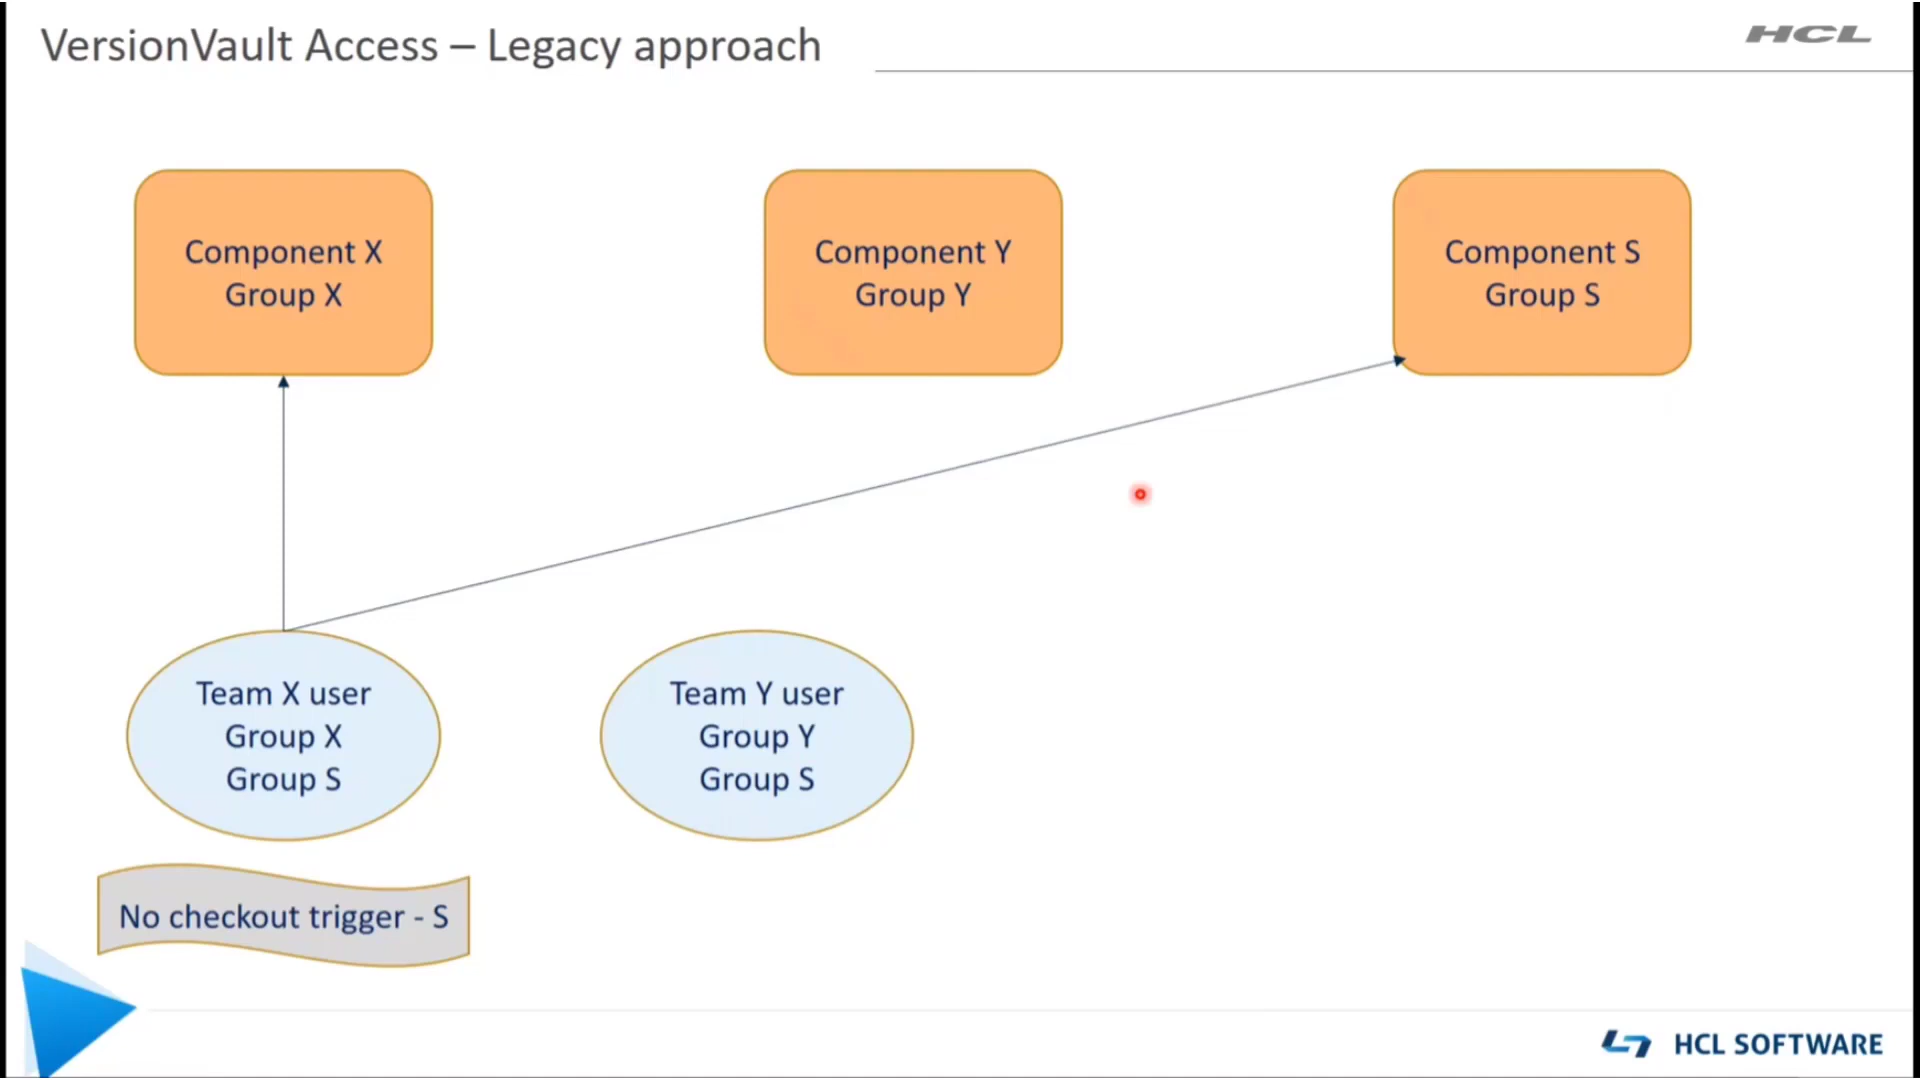 VersionVault Access – Legacy approach
HCL
Component X
Group X
Component Y
Group Y
Component S
Group S
Team X user
Group X
Group S
Team Y user
Group Y
Group S
No checkout trigger - S
HCL SOFTWARE